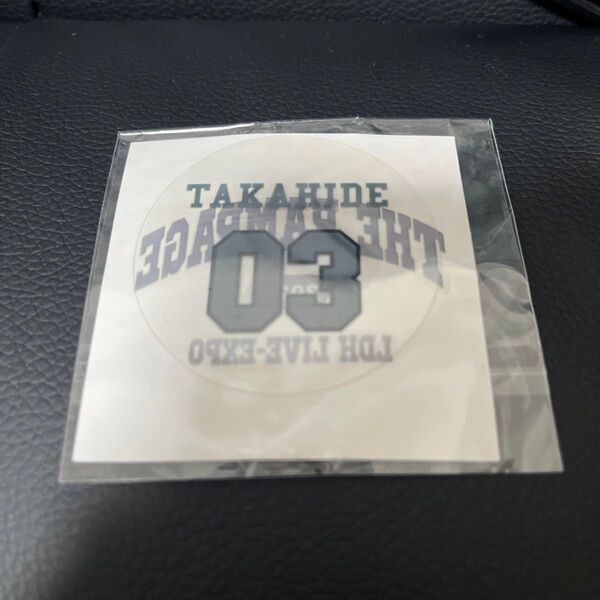 TAKAHIDE
THE RAMPAGE
03
LDH LIVE-EXPO